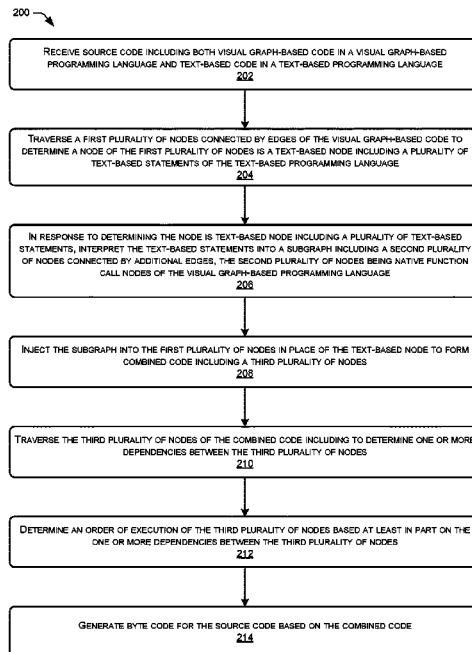 200
RECEIVE SOURCE CODE INCLUDING BOTH VISUAL GRAPH-BASED CODE IN A VISUAL GRAPH-BASED
PROGRAMMING LANGUAGE AND TEXT-BASED CODE IN A TEXT-BASED PROGRAMMING LANGUAGE
202
TRAVERSE A FIRST PLURALITY OF NODES CONNECTED BY EDGES OF THE VISUAL GRAPH-BASED CODE TO
DETERMINE A NODE OF THE FIRST PLURALITY OF NODES IS A TEXT-BASED NODE INCLUDING A PLURALITY OF
TEXT-BASED STATEMENTS OF THE TEXT-BASED PROGRAMMING LANGUAGE
204
IN RESPONSE TO DETERMINING THE NODE IS TEXT-BASED NODE INCLUDING A PLURALITY OF TEXT-BASED
STATEMENTS, INTERPRET THE TEXT-BASED STATEMENTS INTO A SUBGRAPH INCLUDING A SECOND PLURALITY
OF NODES CONNECTED BY ADDITIONAL EDGES, THE SECOND PLURALITY OF NODES BEING NATIVE FUNCTION
CALL NODES OF THE VISUAL GRAPH-BASED PROGRAMMING LANGUAGE
206
INJECT THE SUBGRAPH INTO THE FIRST PLURALITY OF NODES IN PLACE OF THE TEXT-BASED NODE TO FORM
COMBINED CODE INCLUDING A THIRD PLURALITY OF NODES
208
TRAVERSE THE THIRD PLURALITY OF NODES OF THE COMBINED CODE INCLUDING TO DETERMINE ONE OR MORE
DEPENDENCIES BETWEEN THE THIRD PLURALITY OF NODES
210
DETERMINE AN ORDER OF EXECUTION OF THE THIRD PLURALITY OF NODES BASED AT LEAST IN PART ON THE
ONE OR MORE DEPENDENCIES BETWEEN THE THIRD PLURALITY OF NODES
212
GENERATE BYTE CODE FOR THE SOURCE CODE BASED ON THE COMBINED CODE
214